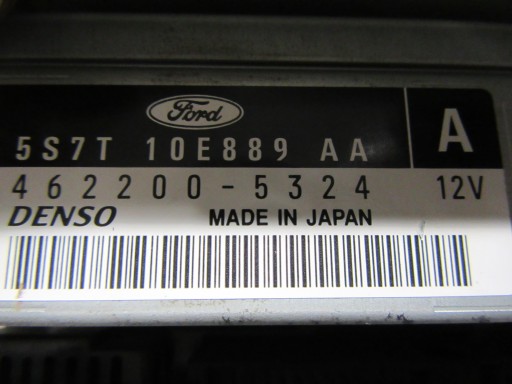 Ford
5S7T 10E889 AA A
462200-5324 12V
DENSO MADE IN JAPAN